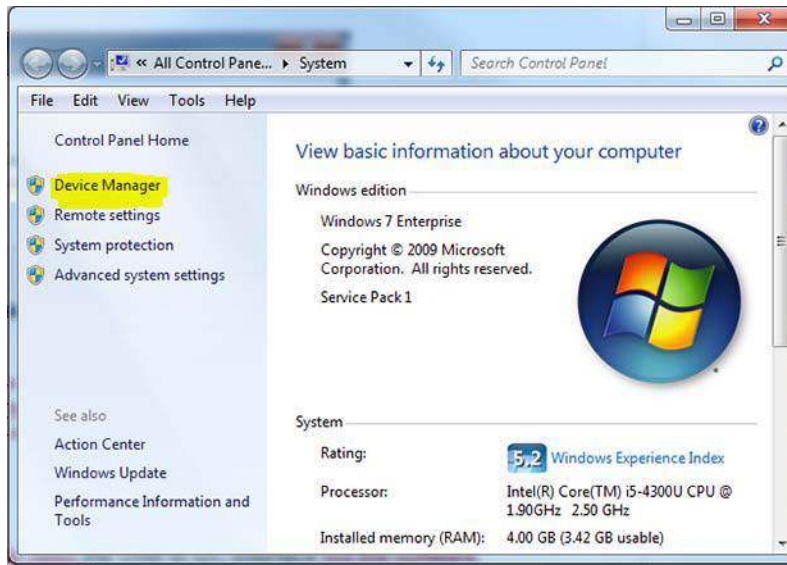 « All Control Pane... ▸ System
Search Control Panel
File Edit View Tools Help
Control Panel Home
Device Manager
Remote settings
System protection
Advanced system settings
See also
Action Center
Windows Update
Performance Information and
Tools
View basic information about your computer
Windows edition
Windows 7 Enterprise
Copyright © 2009 Microsoft
Corporation. All rights reserved.
Service Pack 1
System
Rating:
5,2 Windows Experience Index
Processor:
Intel(R) Core(TM) i5-4300U CPU @
1.90GHz 2.50 GHz
Installed memory (RAM):
4.00 GB (3.42 GB usable)